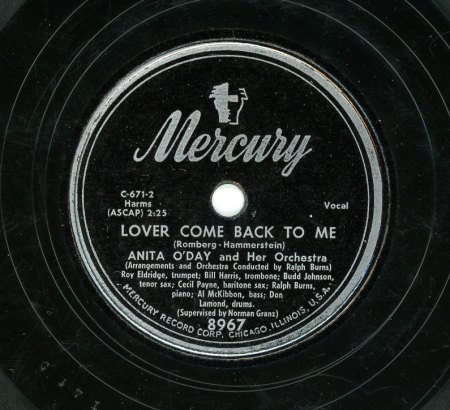 Mercury
C-671-2
Harms
(ASCAP) 2:25
Vocal
LOVER COME BACK TO ME
(Romberg-Hammerstein)
ANITA O'DAY and Her Orchestra
(Arrangements and Orchestra Conducted by Ralph Burns)
Roy Eldridge, trumpet; Bill Harris, trombone; Budd Johnson,
tenor sax; Cecil Payne, baritone sax; Ralph Burns,
piano; Al McKibbon, bass; Don
Lamond, drums.
(Supervised by Norman Granz)
8967
MERCURY RECORD CORP. CHICAGO, ILLINOIS, U.S.A.